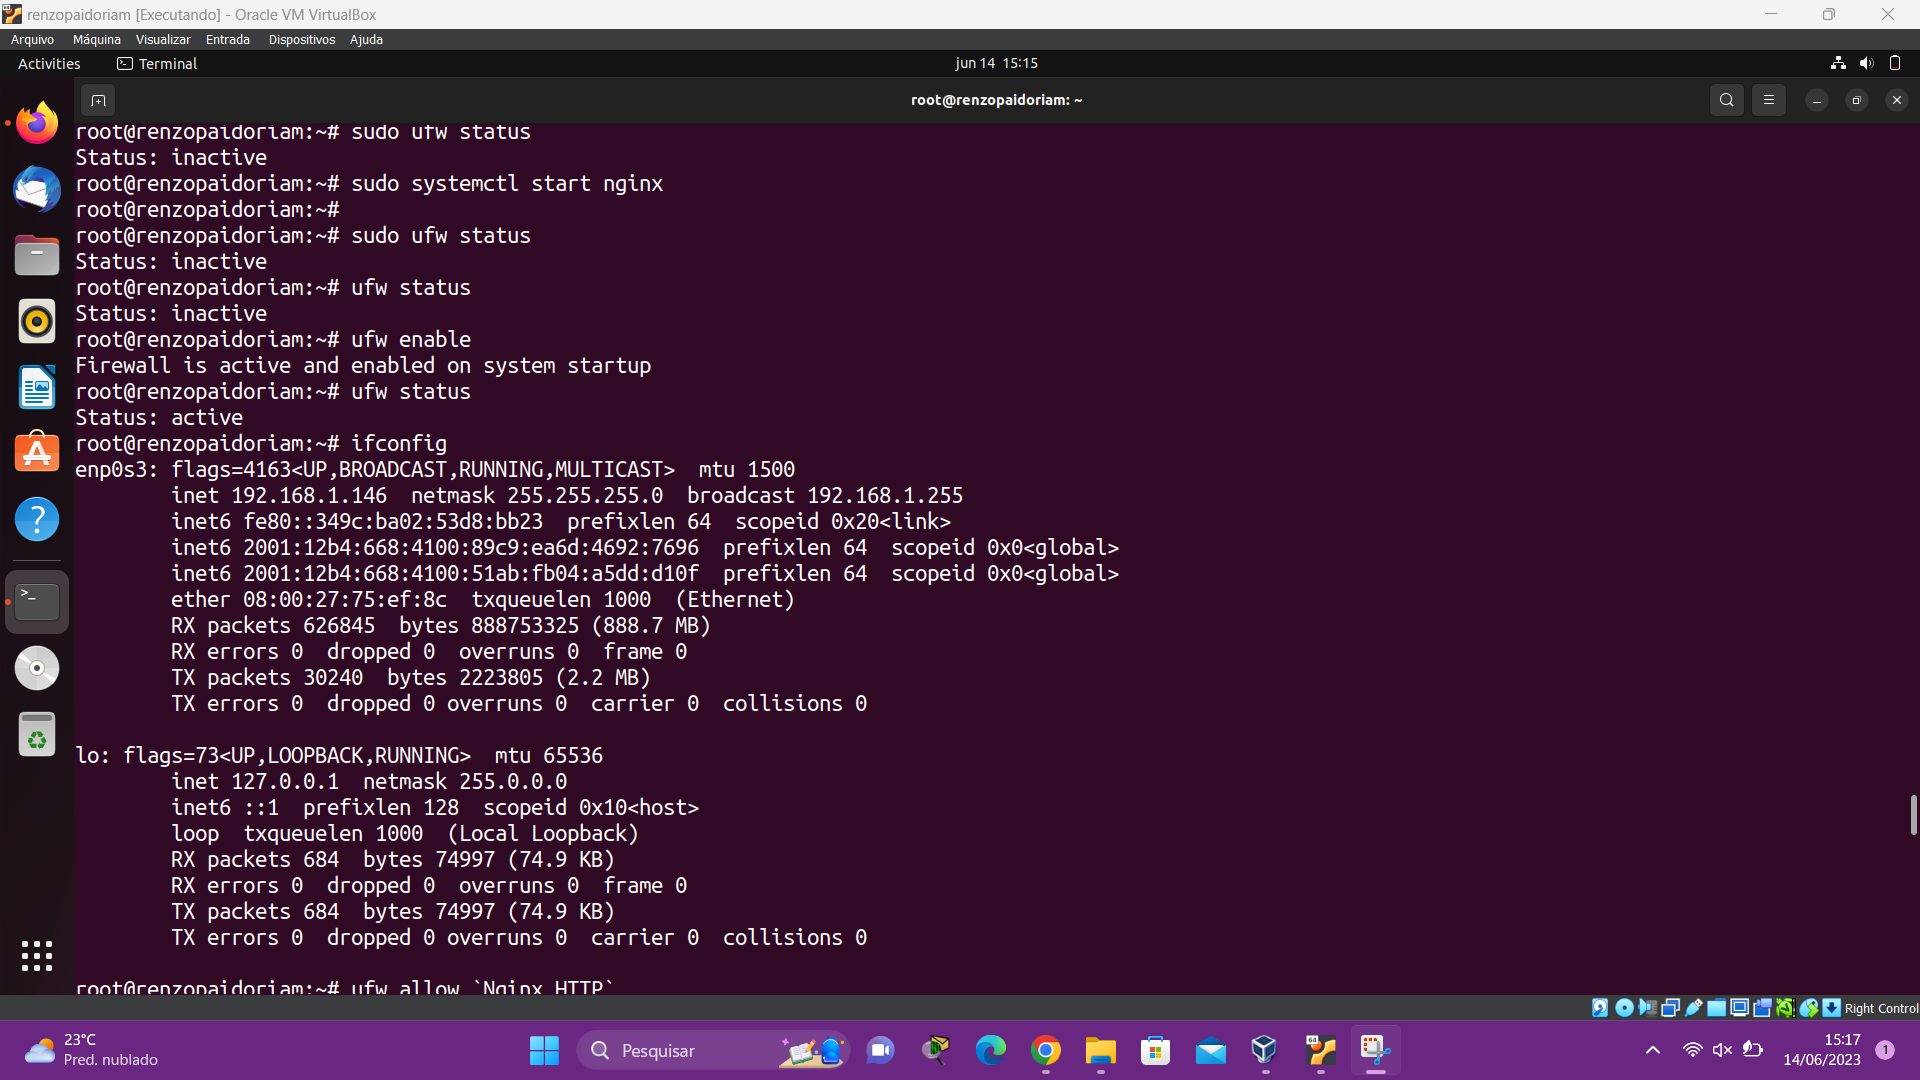 renzopaidoriam [Executando] - Oracle VM VirtualBox
Arquivo Máquina Visualizar Entrada Dispositivos Ajuda
Activities Terminal jun 14 15:15
root@renzopaidoriam: ~
root@renzopaidoriam:~# sudo ufw status
Status: inactive
root@renzopaidoriam:~# sudo systemctl start nginx
root@renzopaidoriam:~#
root@renzopaidoriam:~# sudo ufw status
Status: inactive
root@renzopaidoriam:~# ufw status
Status: inactive
root@renzopaidoriam:~# ufw enable
Firewall is active and enabled on system startup
root@renzopaidoriam:~# ufw status
Status: active
root@renzopaidoriam:~# ifconfig
enp0s3: flags=4163<UP,BROADCAST,RUNNING,MULTICAST>  mtu 1500
        inet 192.168.1.146  netmask 255.255.255.0  broadcast 192.168.1.255
        inet6 fe80::349c:ba02:53d8:bb23  prefixlen 64  scopeid 0x20<link>
        inet6 2001:12b4:668:4100:89c9:ea6d:4692:7696  prefixlen 64  scopeid 0x0<global>
        inet6 2001:12b4:668:4100:51ab:fb04:a5dd:d10f  prefixlen 64  scopeid 0x0<global>
        ether 08:00:27:75:ef:8c  txqueuelen 1000  (Ethernet)
        RX packets 626845  bytes 888753325 (888.7 MB)
        RX errors 0  dropped 0  overruns 0  frame 0
        TX packets 30240  bytes 2223805 (2.2 MB)
        TX errors 0  dropped 0 overruns 0  carrier 0  collisions 0
lo: flags=73<UP,LOOPBACK,RUNNING>  mtu 65536
        inet 127.0.0.1  netmask 255.0.0.0
        inet6 ::1  prefixlen 128  scopeid 0x10<host>
        loop  txqueuelen 1000  (Local Loopback)
        RX packets 684  bytes 74997 (74.9 KB)
        RX errors 0  dropped 0  overruns 0  frame 0
        TX packets 684  bytes 74997 (74.9 KB)
        TX errors 0  dropped 0 overruns 0  carrier 0  collisions 0
root@renzopaidoriam:~# ufw allow `Nginx HTTP`
Right Control
23°C
Pred. nublado
Pesquisar
64
15:17
14/06/2023
1